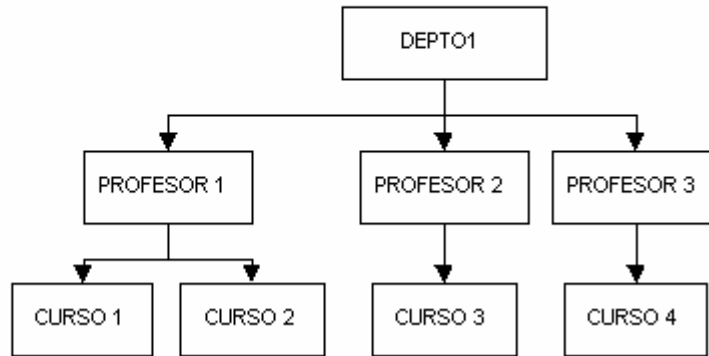 DEPTO1
PROFESOR 1
PROFESOR 2
PROFESOR 3
CURSO 1
CURSO 2
CURSO 3
CURSO 4